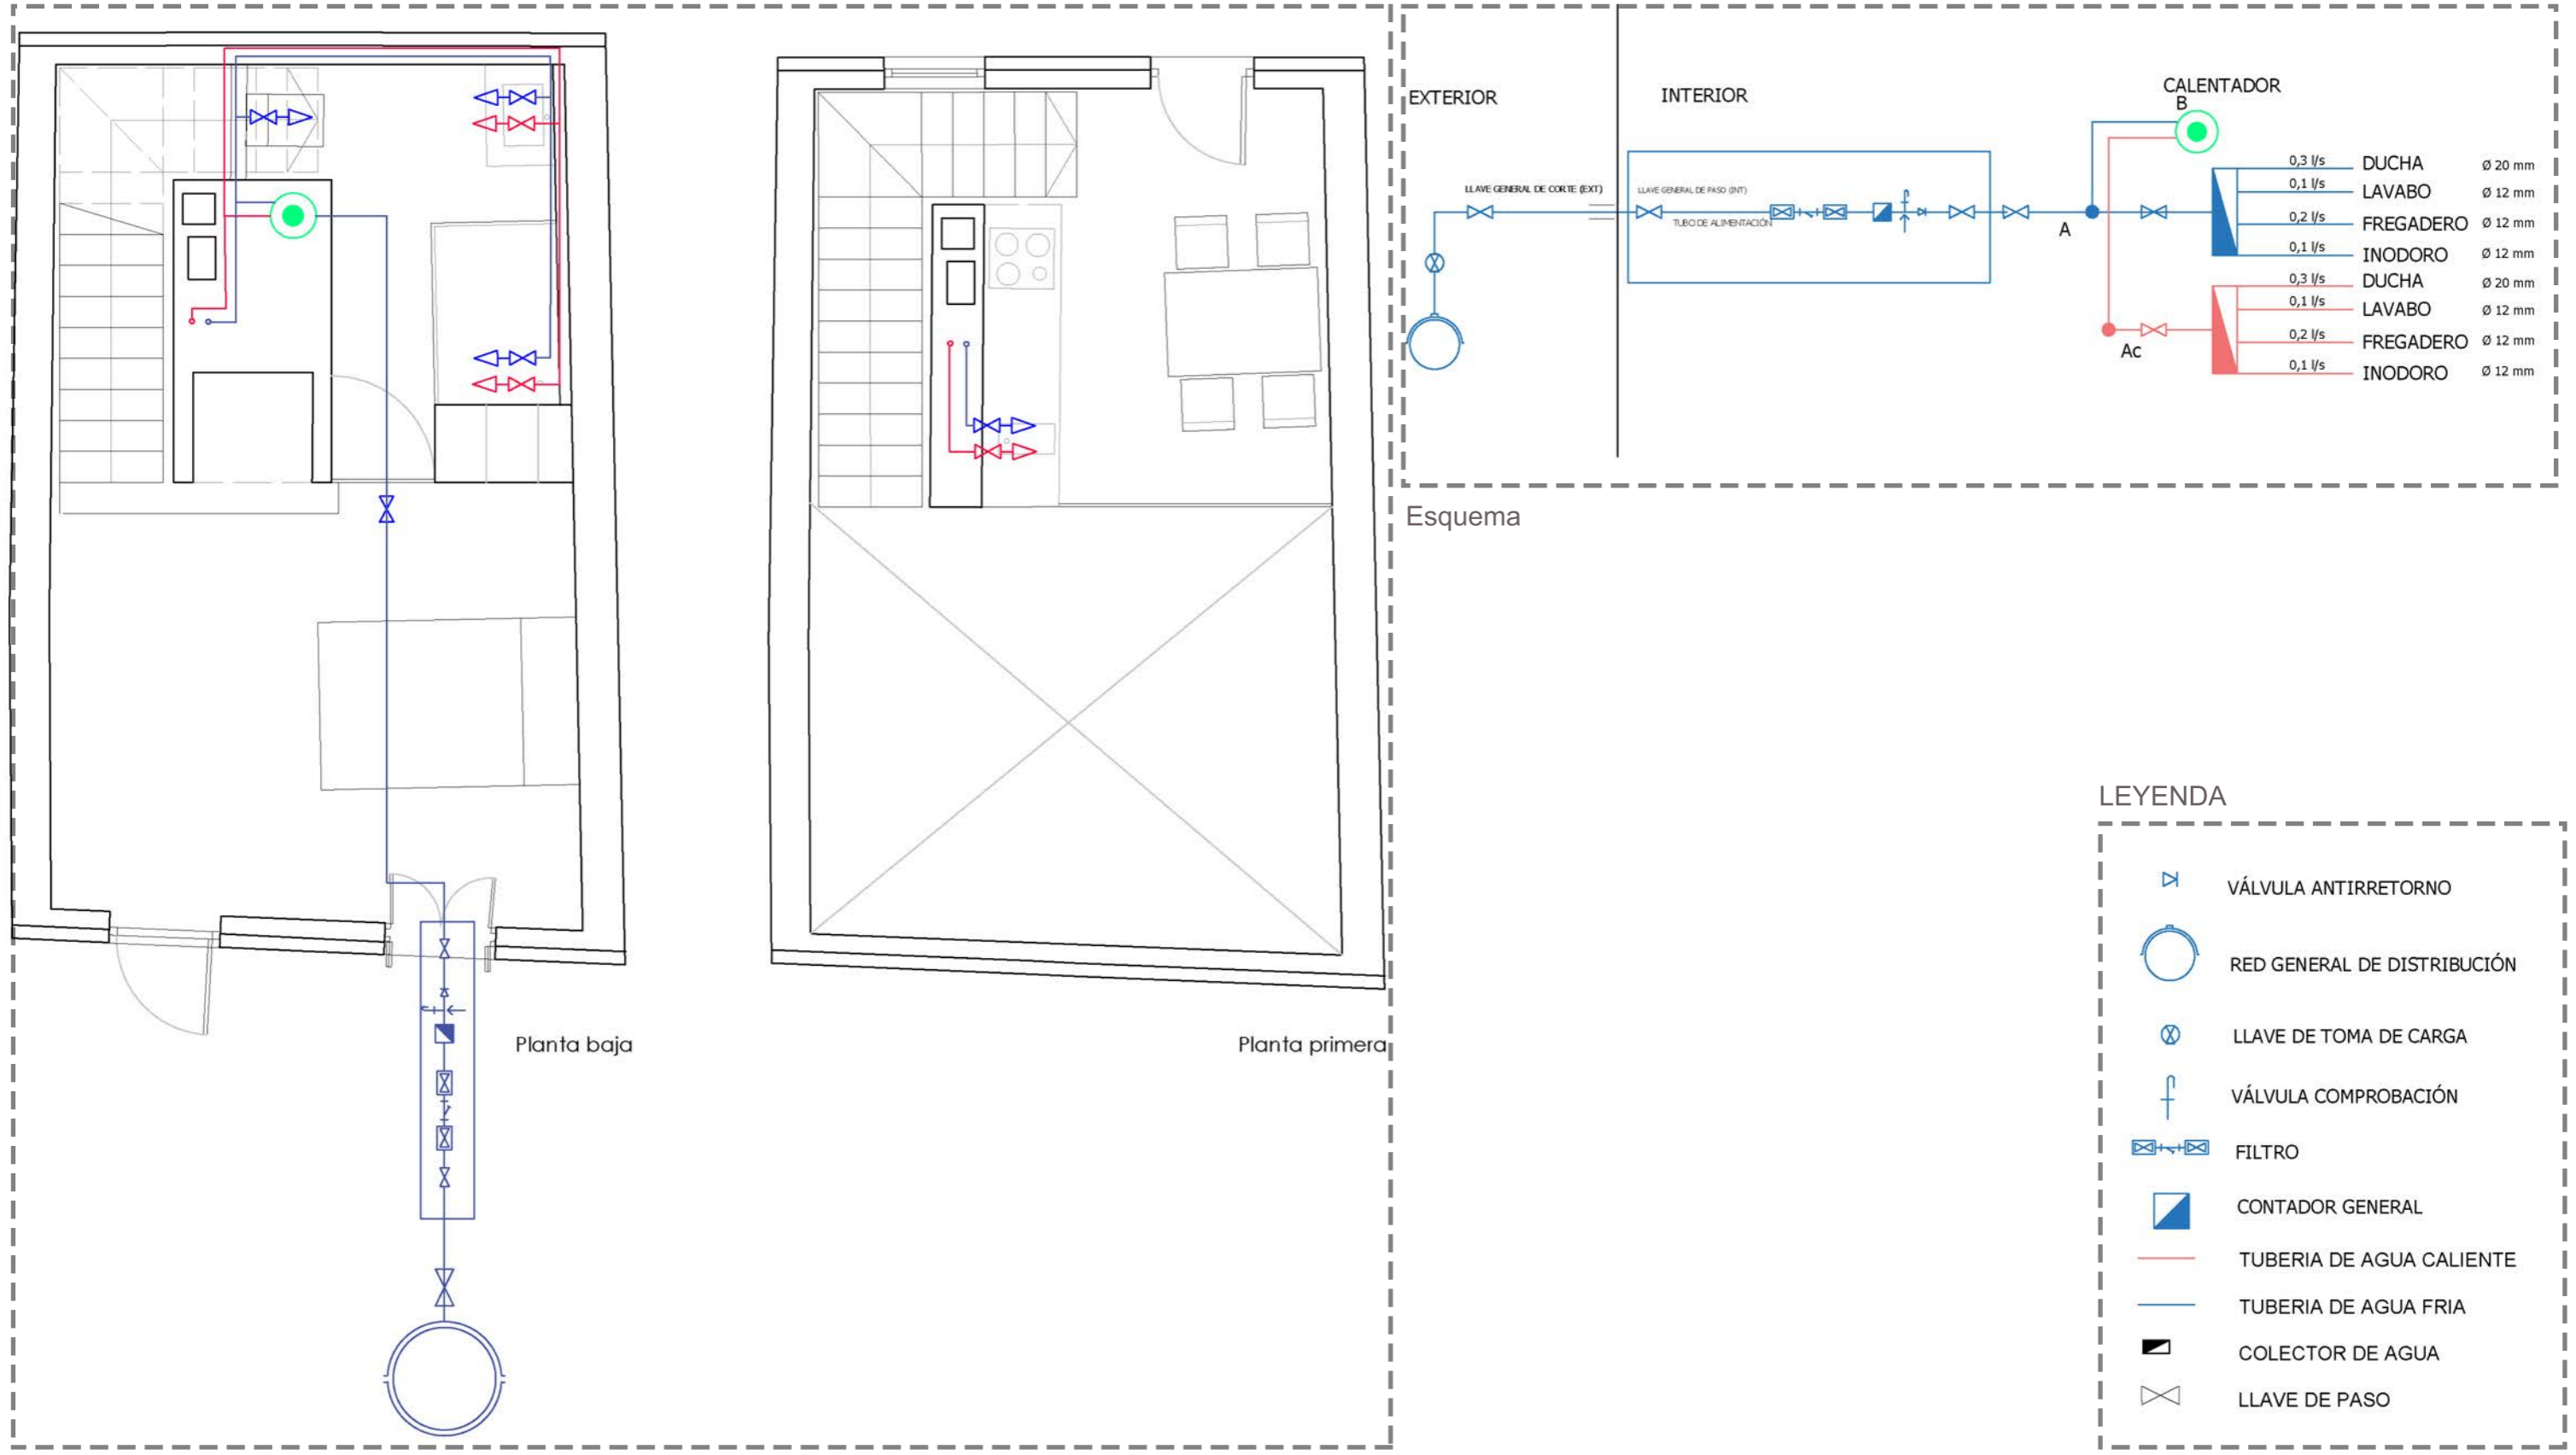 EXTERIOR
INTERIOR
CALENTADOR
B
LLAVE GENERAL DE CORTE (EXT)
LLAVE GENERAL DE PASO (INT)
TUBO DE ALIMENTACIÓN
A
Ac
0,3 l/s DUCHA Ø 20 mm
0,1 l/s LAVABO Ø 12 mm
0,2 l/s FREGADERO Ø 12 mm
0,1 l/s INODORO Ø 12 mm
0,3 l/s DUCHA Ø 20 mm
0,1 l/s LAVABO Ø 12 mm
0,2 l/s FREGADERO Ø 12 mm
0,1 l/s INODORO Ø 12 mm
Esquema
Planta baja
Planta primera
LEYENDA
VÁLVULA ANTIRRETORNO
RED GENERAL DE DISTRIBUCIÓN
LLAVE DE TOMA DE CARGA
VÁLVULA COMPROBACIÓN
FILTRO
CONTADOR GENERAL
TUBERIA DE AGUA CALIENTE
TUBERIA DE AGUA FRIA
COLECTOR DE AGUA
LLAVE DE PASO